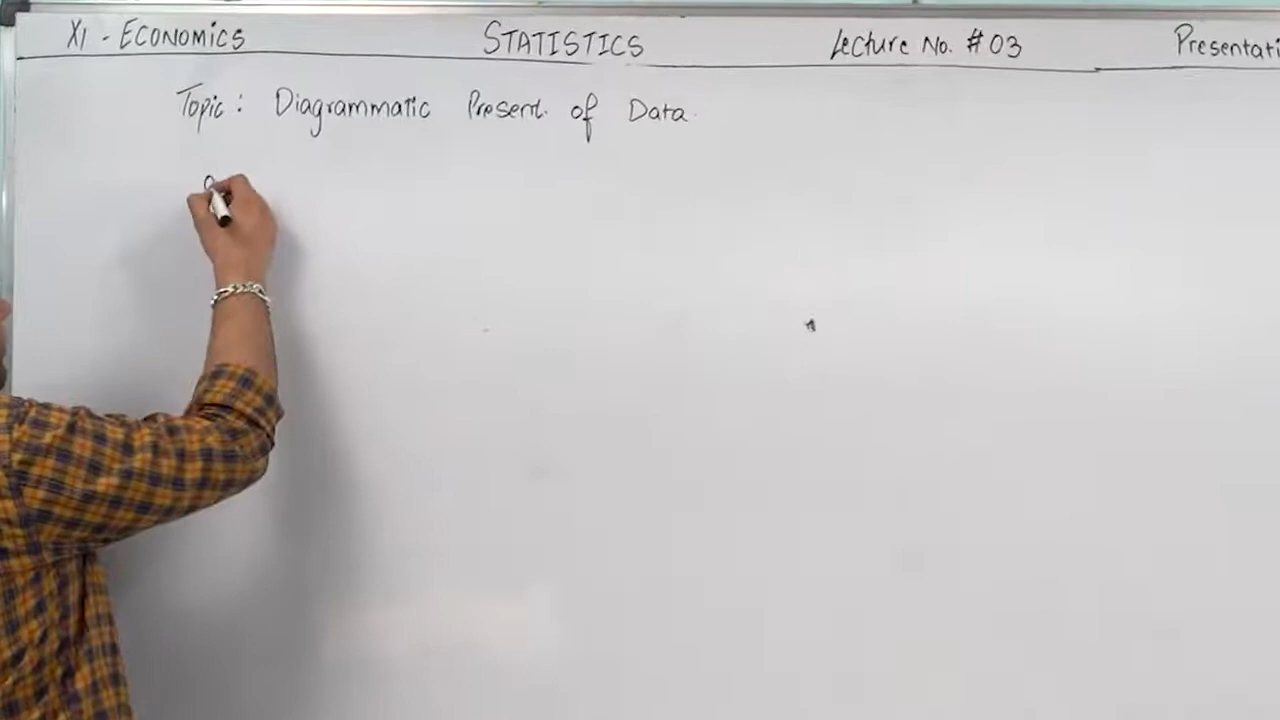 XI - ECONOMICS STATISTICS Lecture No. # 03 Presentati
Topic: Diagrammatic Present. of Data.